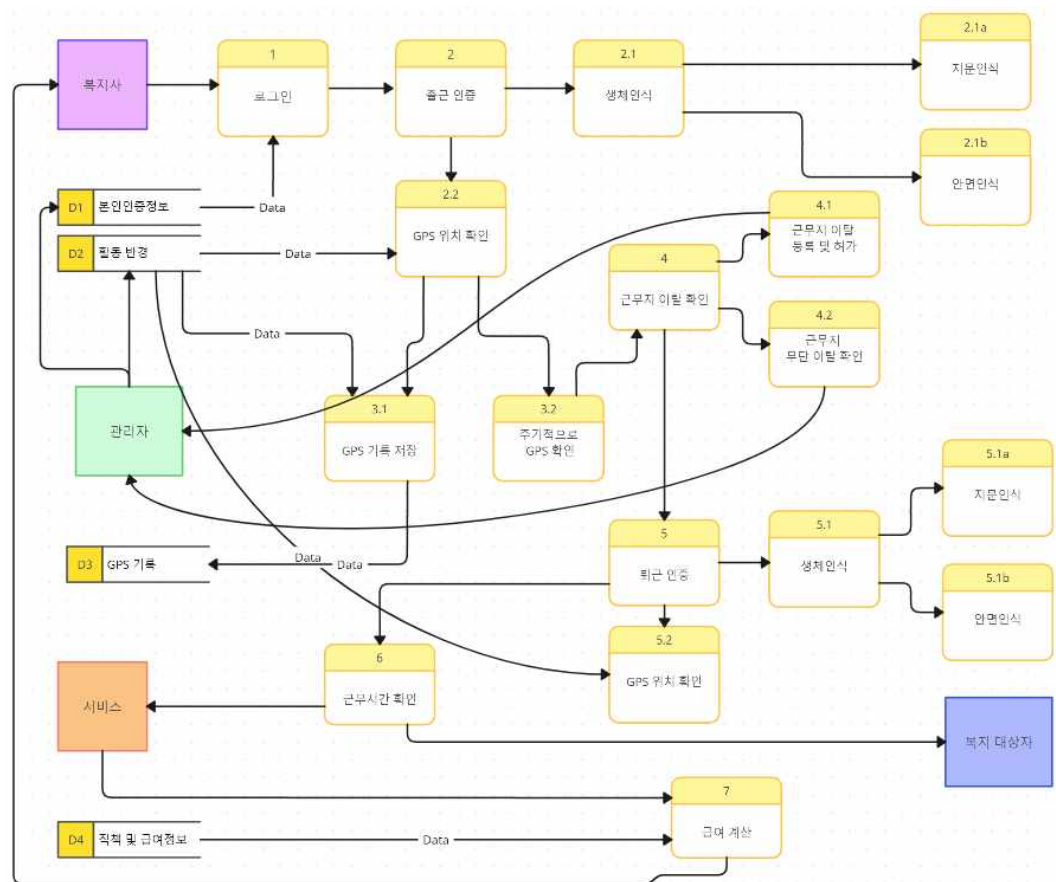 복지사
1
로그인
2
출근 인증
2.1
생체인식
2.1a
지문인식
2.1b
안면인식
D1 본인인증정보
Data
D2 활동 반경
Data
2.2
GPS 위치 확인
4.1
근무지 이탈
등록 및 허가
4
근무지 이탈 확인
4.2
근무지
무단 이탈 확인
Data
관리자
3.1
GPS 기록 저장
3.2
주기적으로
GPS 확인
5.1a
지문인식
D3 GPS 기록
Data
Data
5
퇴근 인증
5.1
생체인식
5.1b
안면인식
5.2
GPS 위치 확인
6
근무시간 확인
서비스
복지 대상자
7
급여 계산
D4 직책 및 급여정보
Data